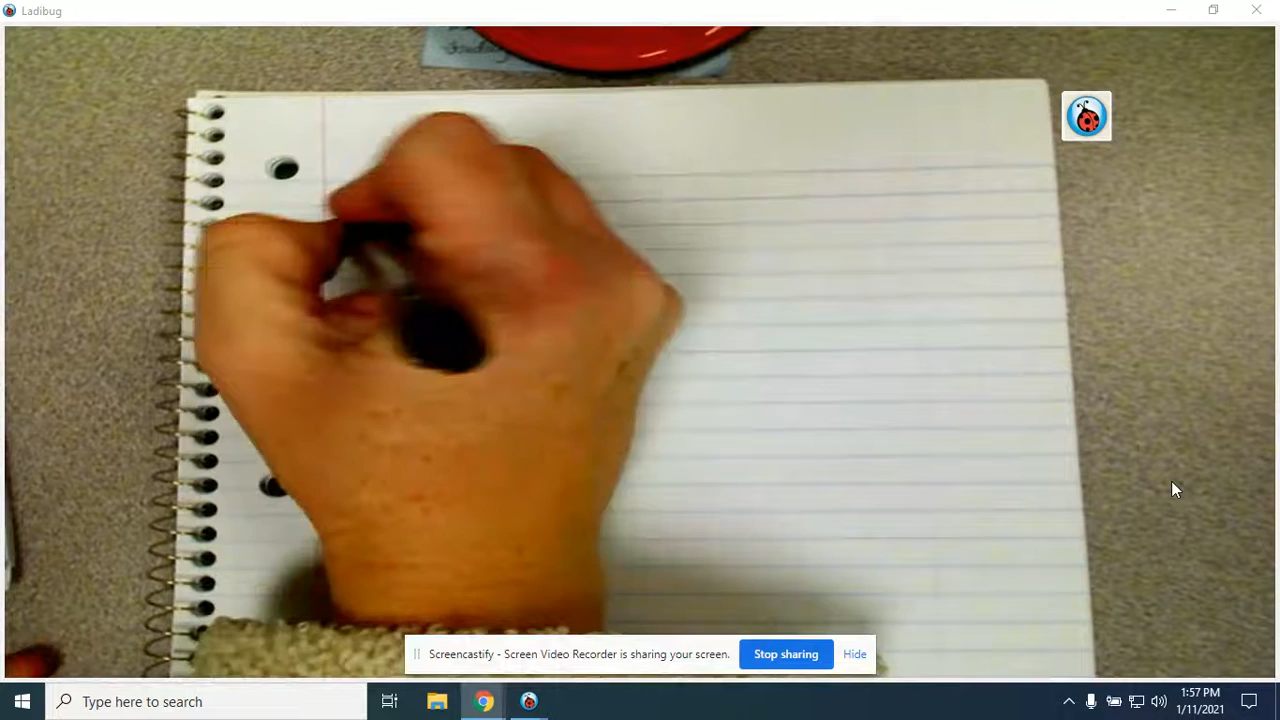 Ladibug
Screencastify - Screen Video Recorder is sharing your screen.
Stop sharing
Hide
Type here to search
1:57 PM
1/11/2021